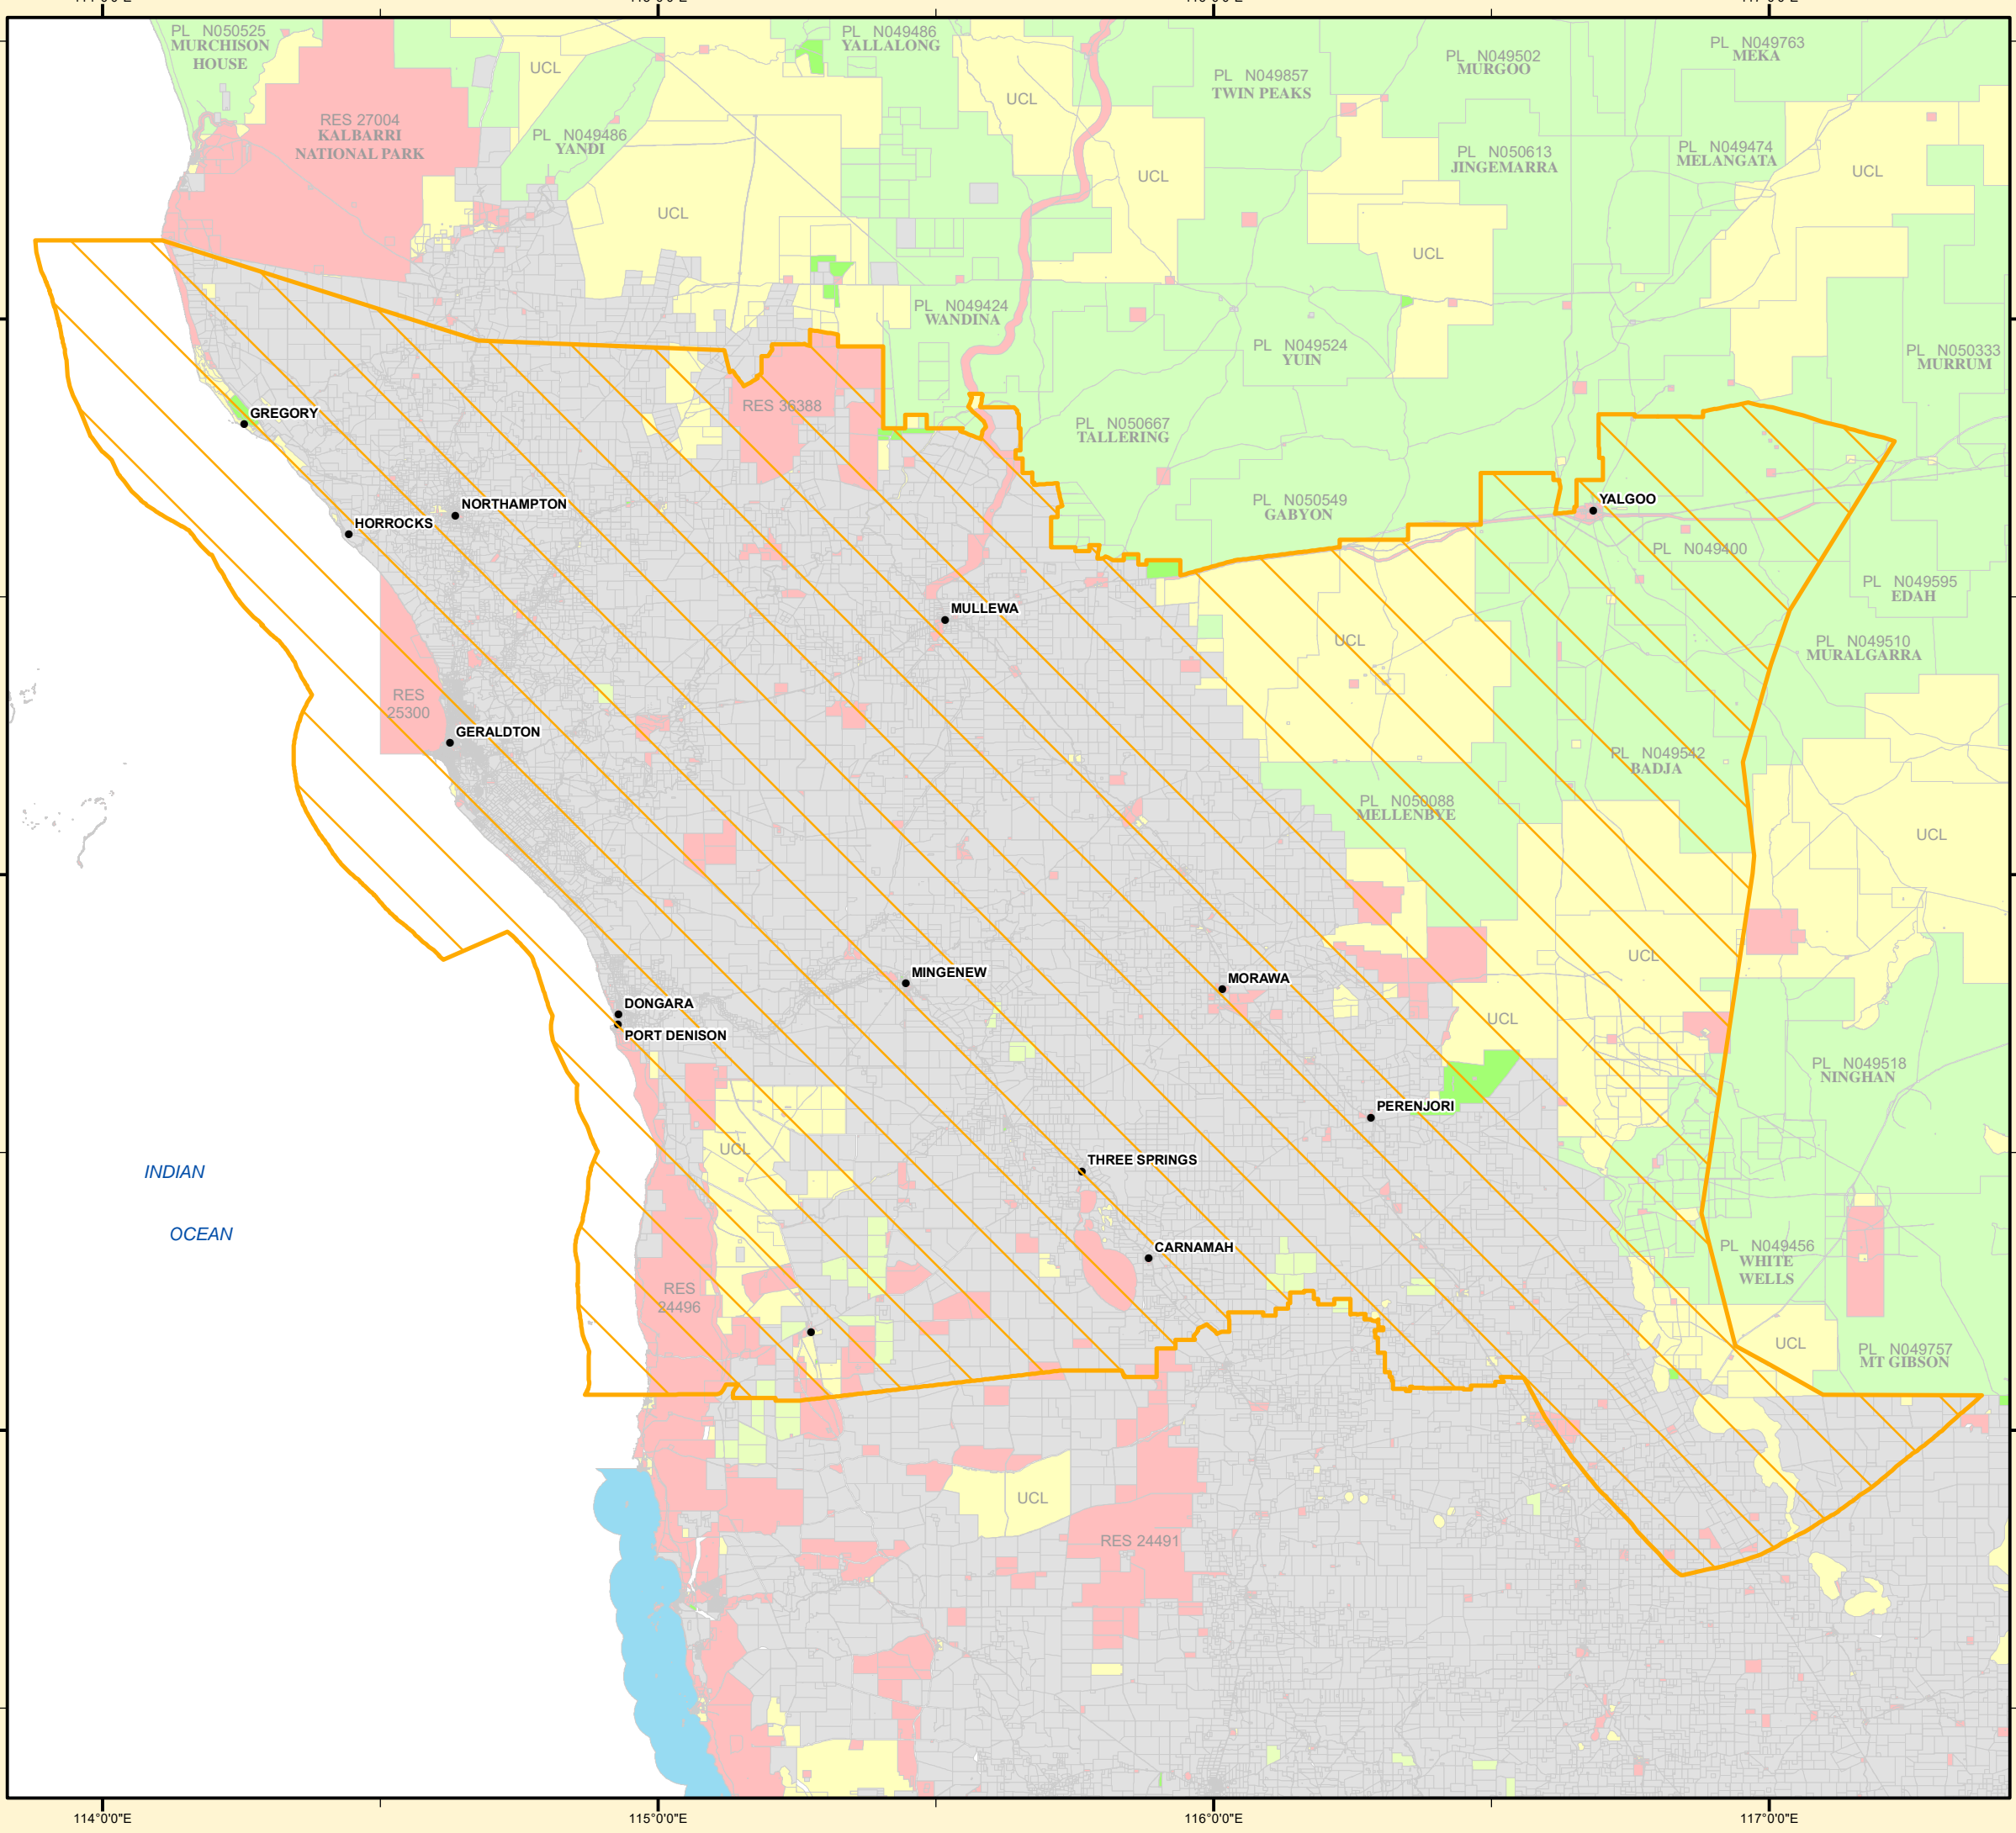 PL N050525
MURCHISON
HOUSE
PL N049486
YALLALONG
PL N049502
MURGOO
PL N049763
MEKA
UCL
PL N049857
TWIN PEAKS
UCL
RES 27004
KALBARRI
NATIONAL PARK
PL N049486
YANDI
PL N050613
JINGEMARRA
PL N049474
MELANGATA
UCL
UCL
UCL
UCL
PL N049424
WANDINA
PL N049524
YUIN
PL N050333
MURRUM
RES 36388
GREGORY
PL N050667
TALLERING
NORTHAMPTON
HORROCKS
PL N050549
GABYON
YALGOO
PL N049400
PL N049595
EDAH
MULLEWA
UCL
PL N049510
MURALGARRA
RES
25300
GERALDTON
PL N049542
BADJA
PL N050088
MELLENBYE
UCL
UCL
MINGENEW
MORAWA
DONGARA
PORT DENISON
UCL
PL N049518
NINGHAN
PERENJORI
UCL
THREE SPRINGS
INDIAN
OCEAN
CARNAMAH
PL N049456
WHITE
WELLS
RES
24496
UCL
PL N049757
MT GIBSON
UCL
RES 24491
114°0'0"E
115°0'0"E
116°0'0"E
117°0'0"E